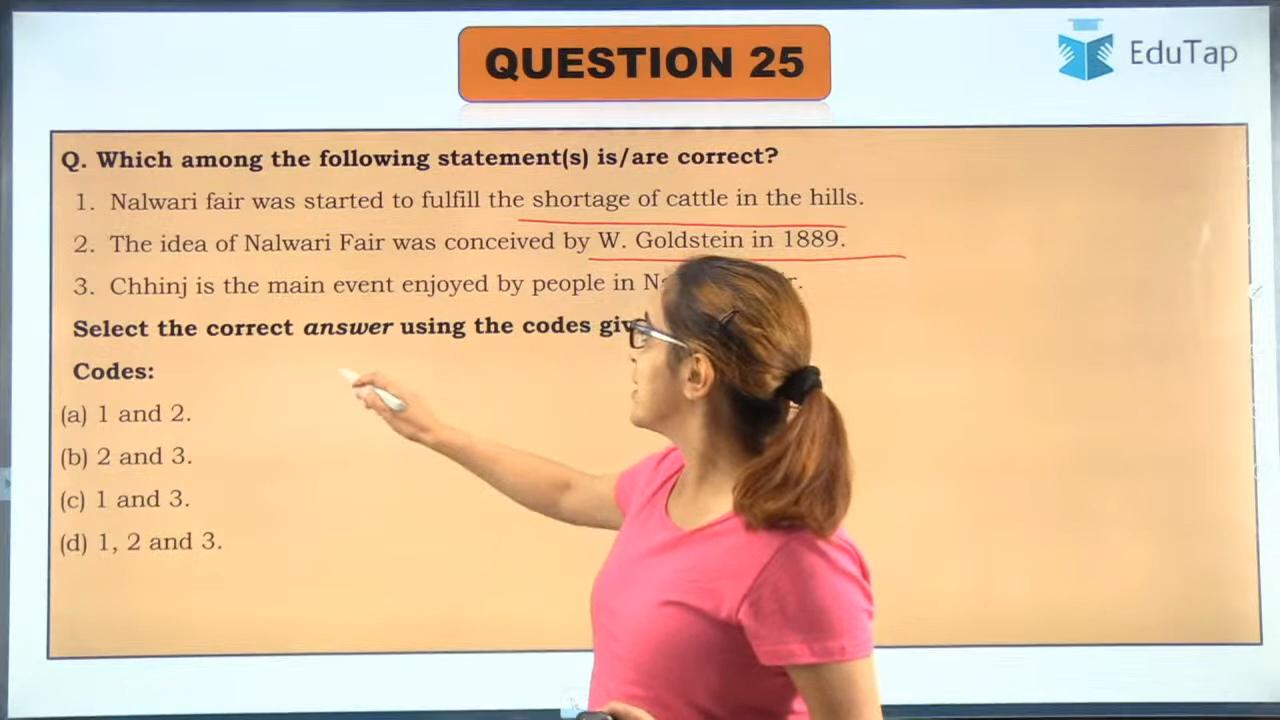 QUESTION 25
EduTap
Q. Which among the following statement(s) is/are correct?
1. Nalwari fair was started to fulfill the shortage of cattle in the hills.
2. The idea of Nalwari Fair was conceived by W. Goldstein in 1889.
3. Chhinj is the main event enjoyed by people in
Select the correct answer using the codes
Codes:
(a) 1 and 2.
(b) 2 and 3.
(c) 1 and 3.
(d) 1, 2 and 3.